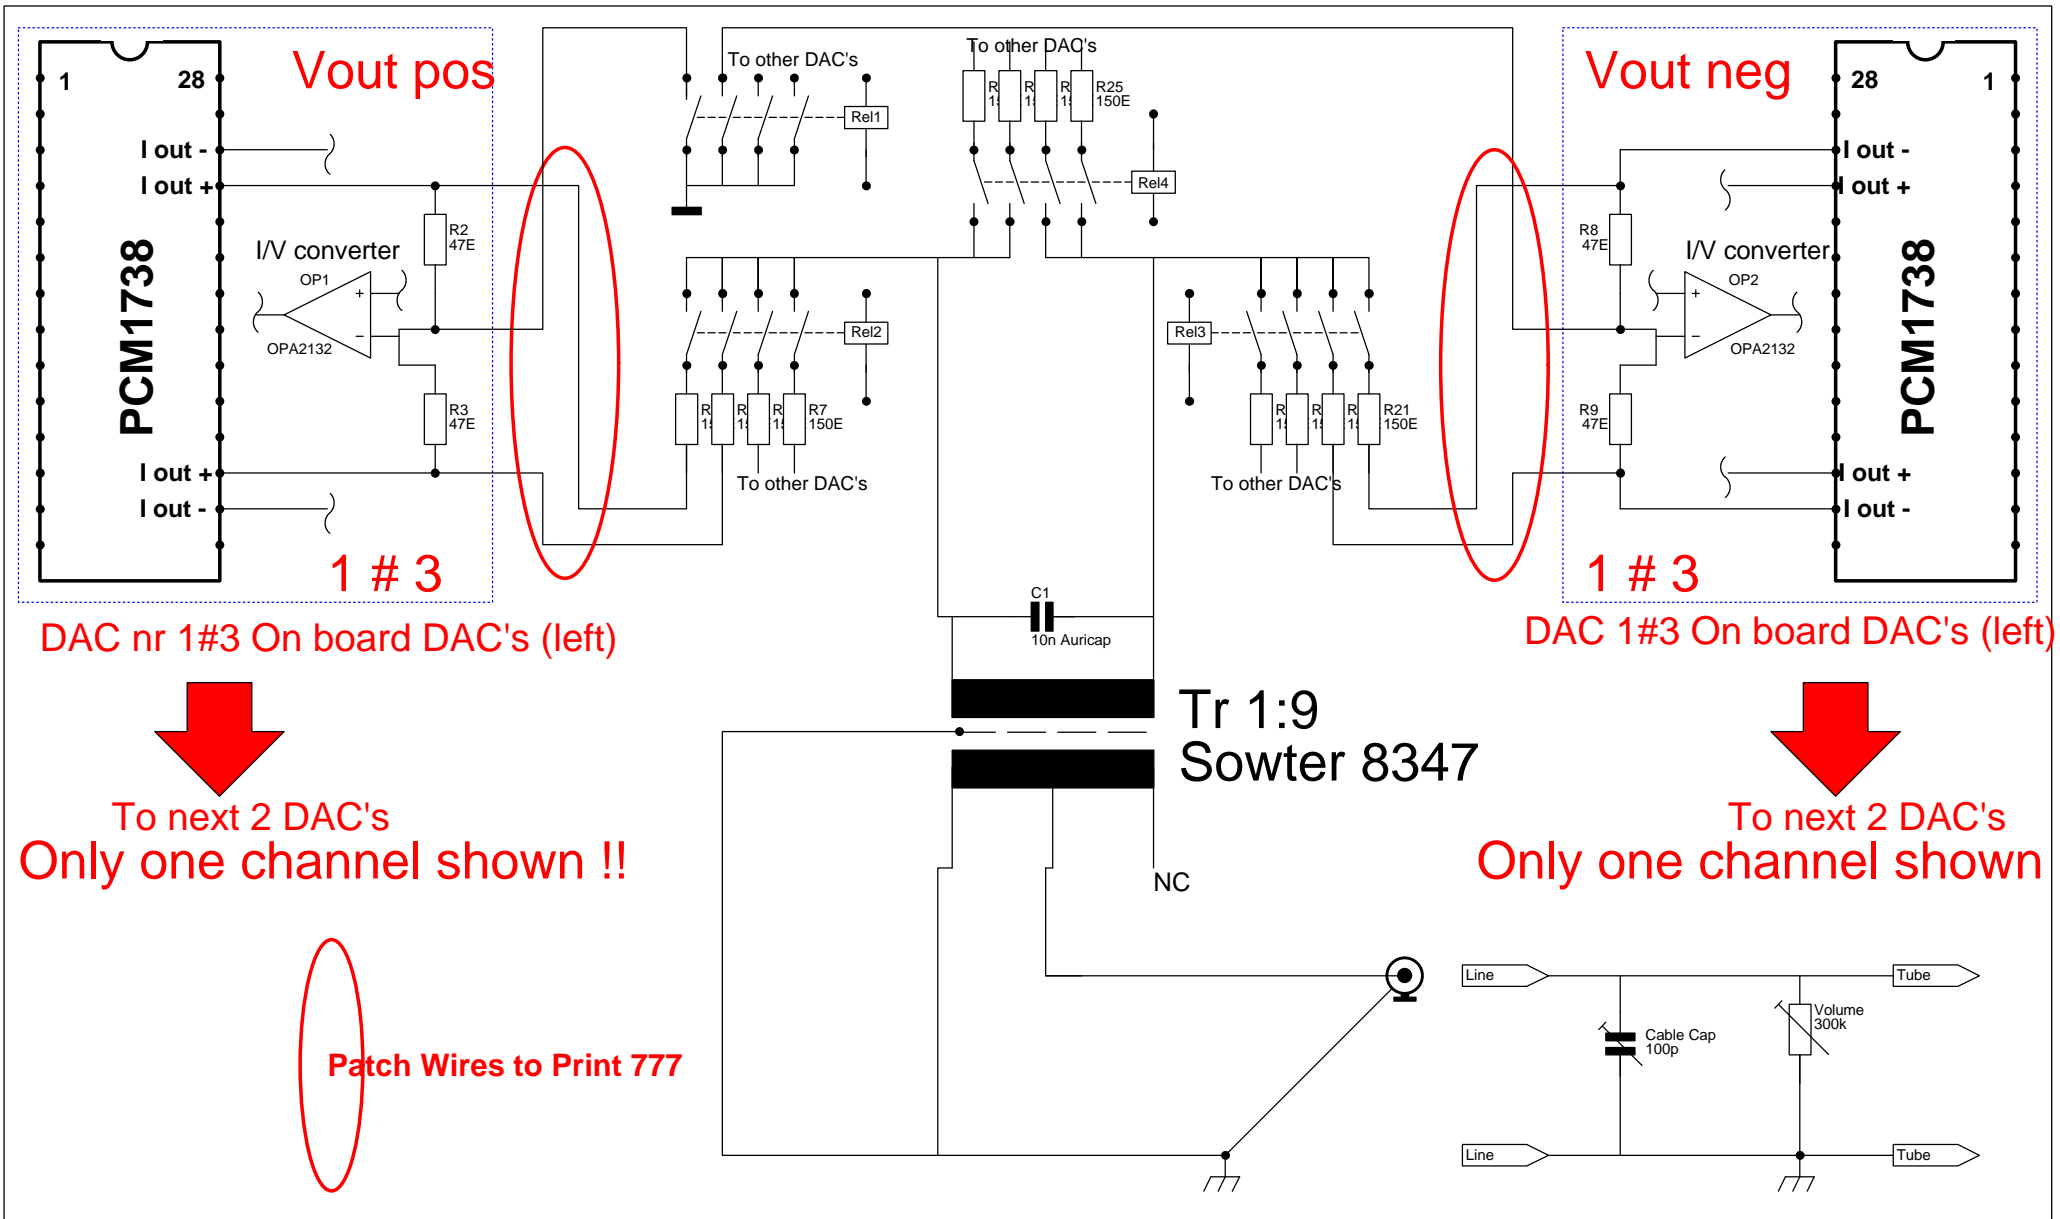 To other DAC's
To other DAC's
1
28
Vout pos
R25
150E
Vout neg
28
1
Rel1
I out -
I out +
Rel4
I out -
I out +
R2
47E
I/V converter
OP1
+
-
OPA2132
PCM1738
R8
47E
I/V converter
OP2
+
-
OPA2132
PCM1738
Rel2
Rel3
R3
47E
R7
150E
R21
150E
R9
47E
I out +
I out -
To other DAC's
To other DAC's
I out +
I out -
1 # 3
1 # 3
C1
10n Auricap
DAC nr 1#3 On board DAC's (left)
DAC 1#3 On board DAC's (left)
Tr 1:9
Sowter 8347
To next 2 DAC's
Only one channel shown !!
To next 2 DAC's
Only one channel shown
NC
Line
Tube
Volume
300k
Cable Cap
100p
Patch Wires to Print 777
Line
Tube